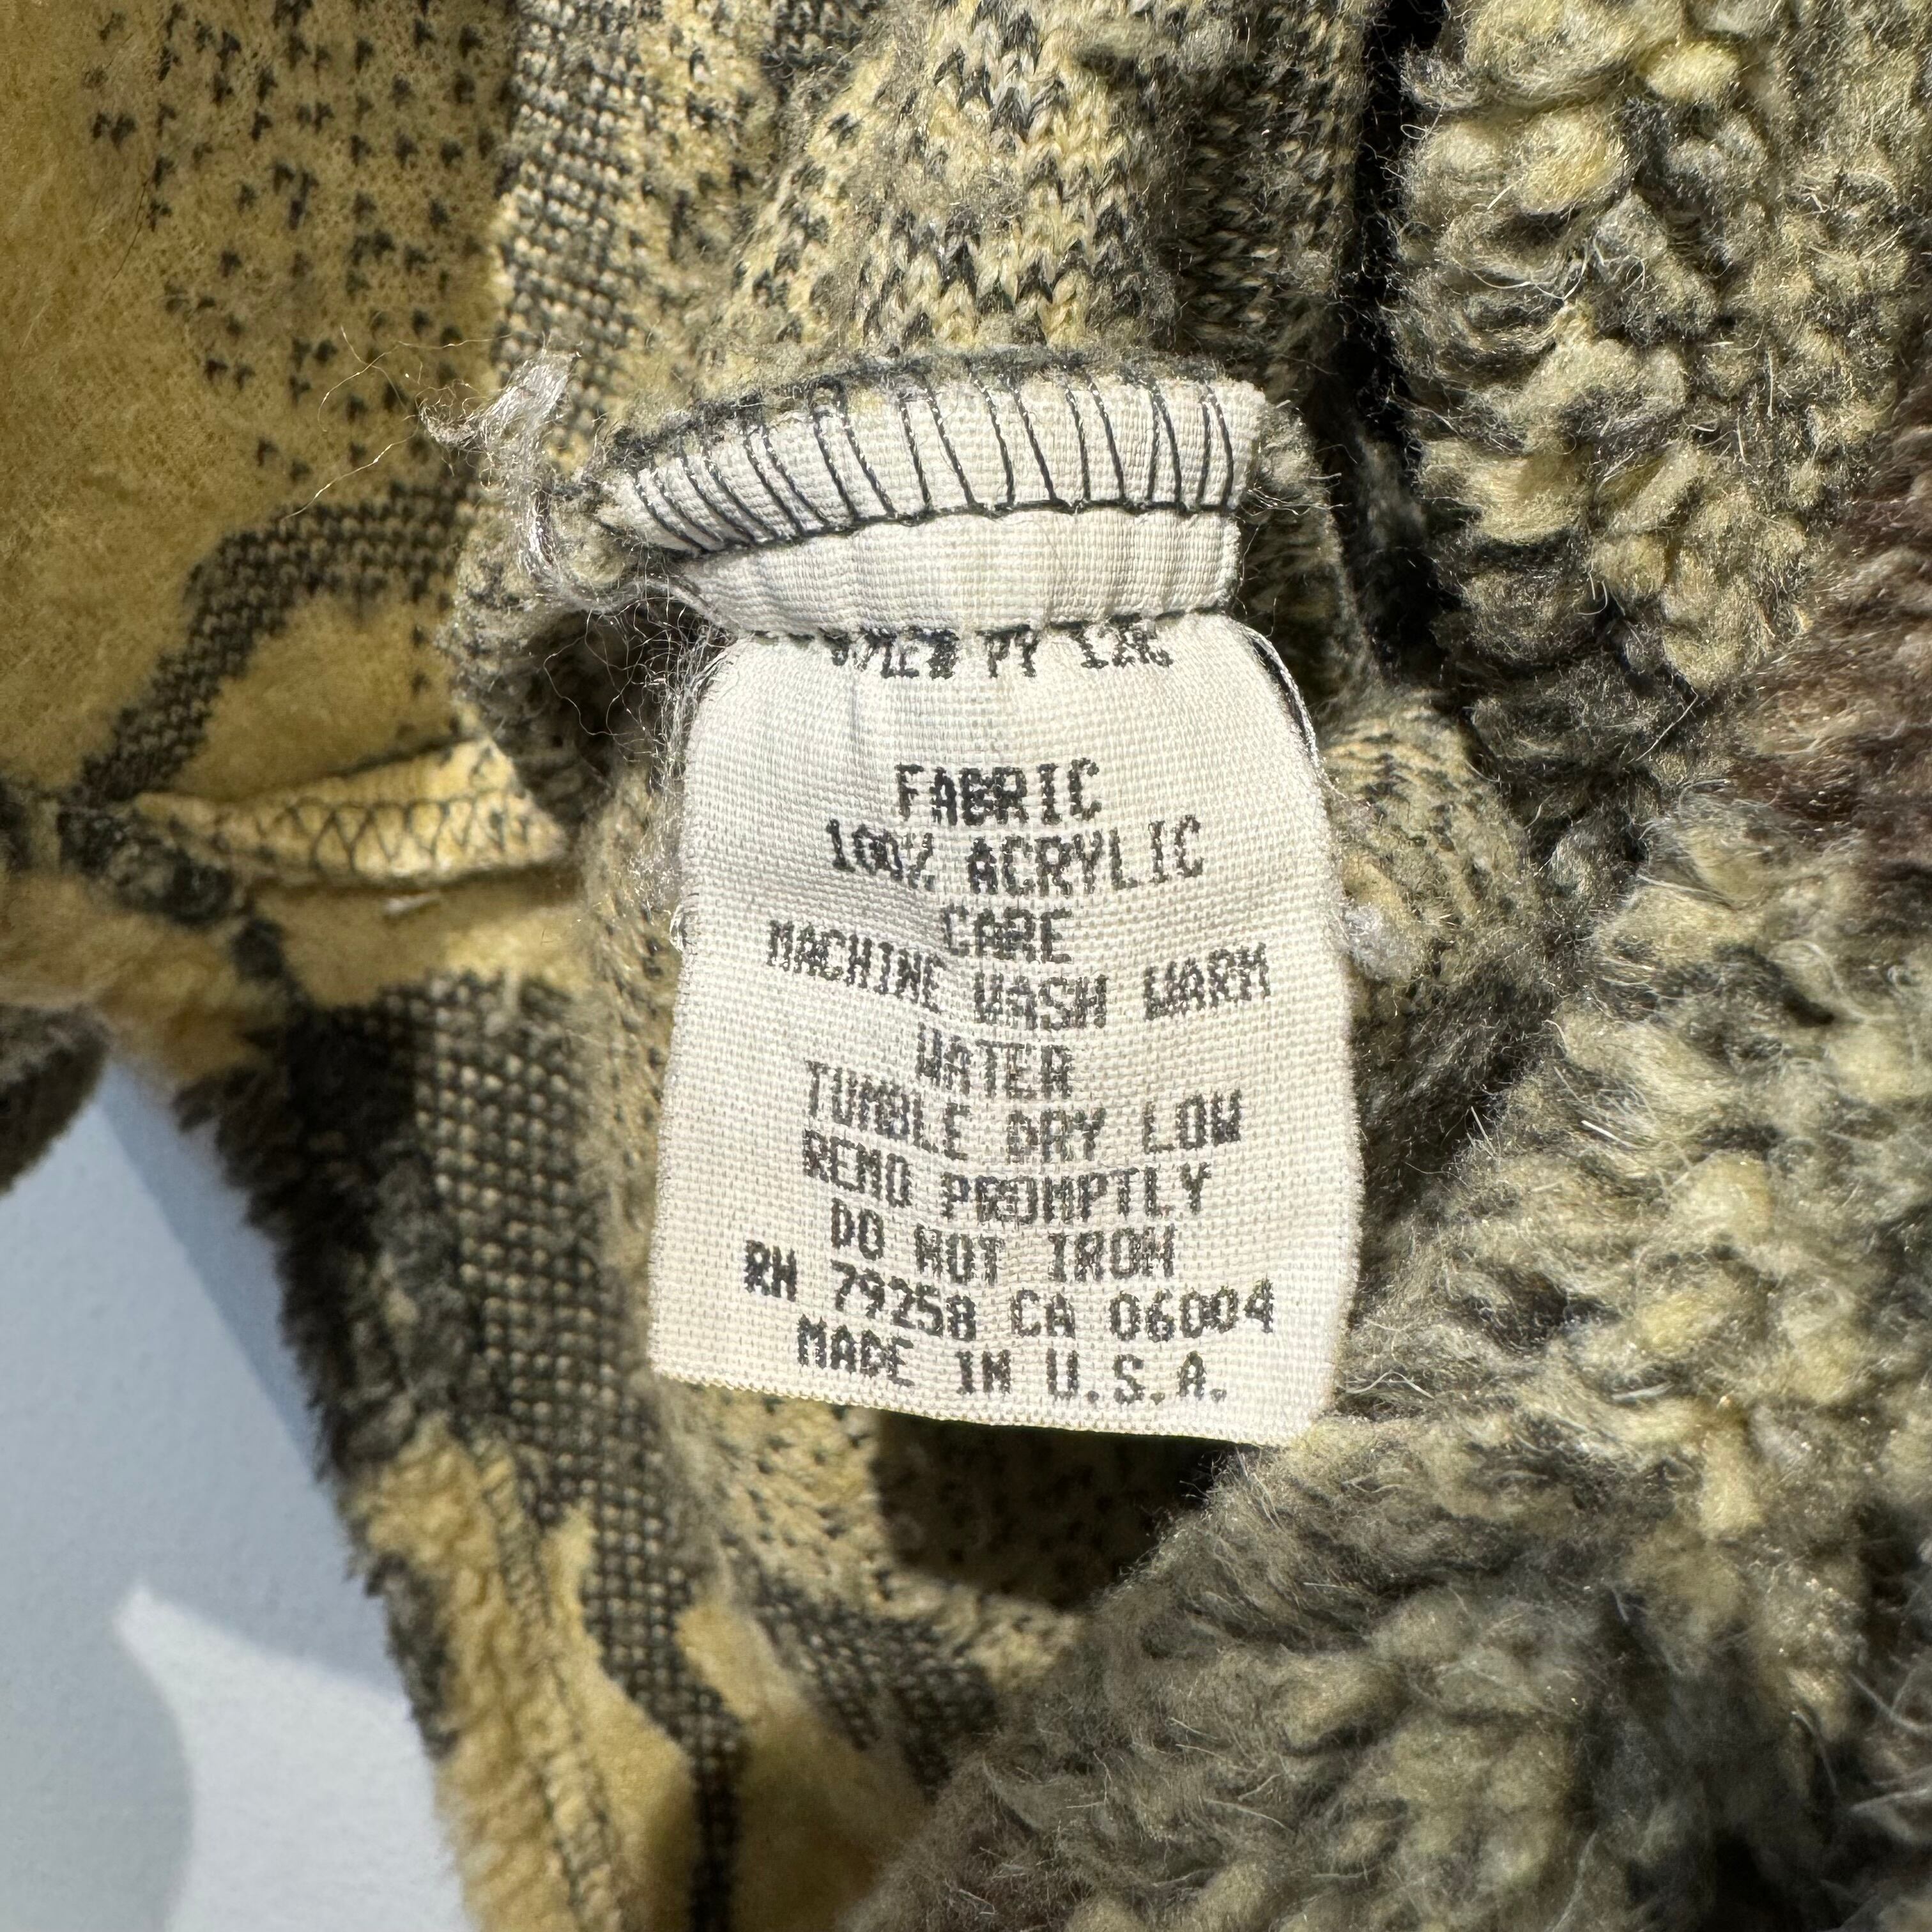 PY
FABRIC
100% ACRYLIC
CARE
MACHINE WASH WARM
WATER
TUMBLE DRY LOW
REMO PROMPTLY
DO NOT IRON
RN 79258 CA 06004
MADE IN U.S.A.